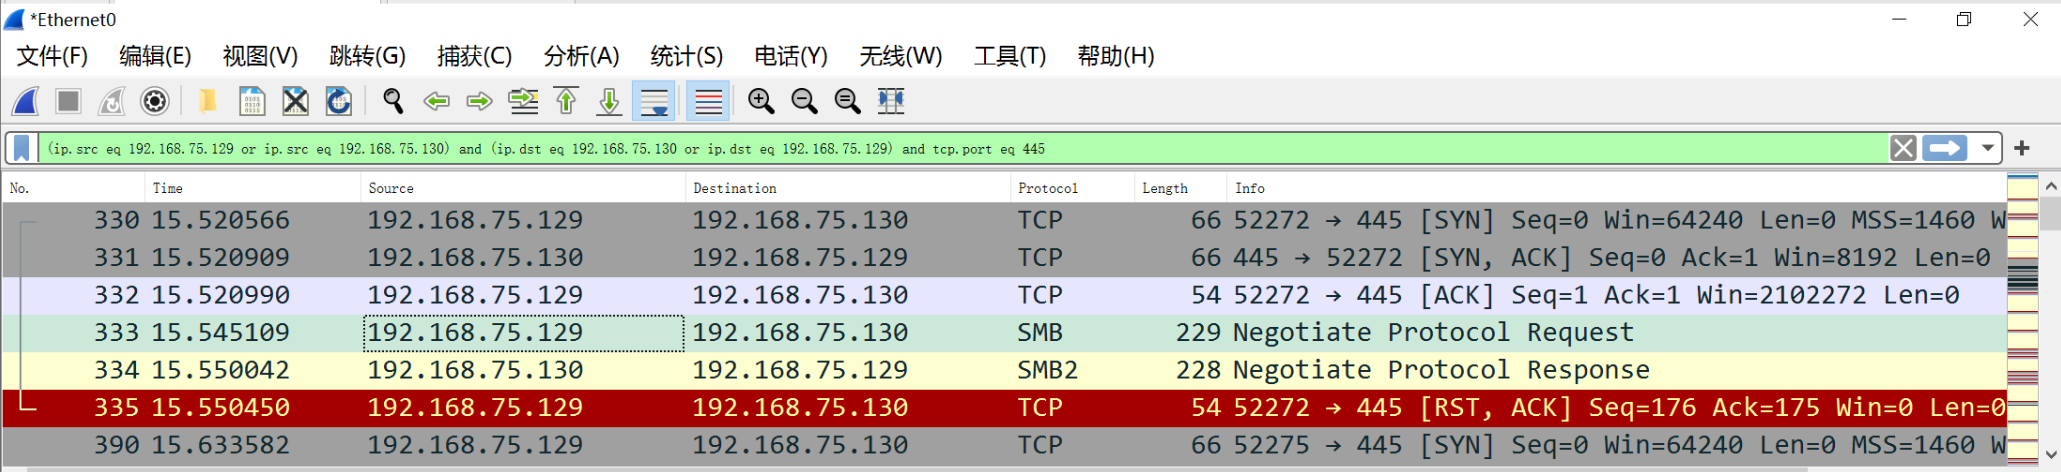 *Ethernet0
文件(F) 编辑(E) 视图(V) 跳转(G) 捕获(C) 分析(A) 统计(S) 电话(Y) 无线(W) 工具(T) 帮助(H)
(ip.src eq 192.168.75.129 or ip.src eq 192.168.75.130) and (ip.dst eq 192.168.75.130 or ip.dst eq 192.168.75.129) and tcp.port eq 445
No. Time Source Destination Protocol Length Info
330 15.520566 192.168.75.129 192.168.75.130 TCP 66 52272 → 445 [SYN] Seq=0 Win=64240 Len=0 MSS=1460 W
331 15.520909 192.168.75.130 192.168.75.129 TCP 66 445 → 52272 [SYN, ACK] Seq=0 Ack=1 Win=8192 Len=0
332 15.520990 192.168.75.129 192.168.75.130 TCP 54 52272 → 445 [ACK] Seq=1 Ack=1 Win=2102272 Len=0
333 15.545109 192.168.75.129 192.168.75.130 SMB 229 Negotiate Protocol Request
334 15.550042 192.168.75.130 192.168.75.129 SMB2 228 Negotiate Protocol Response
335 15.550450 192.168.75.129 192.168.75.130 TCP 54 52272 → 445 [RST, ACK] Seq=176 Ack=175 Win=0 Len=0
390 15.633582 192.168.75.129 192.168.75.130 TCP 66 52275 → 445 [SYN] Seq=0 Win=64240 Len=0 MSS=1460 W